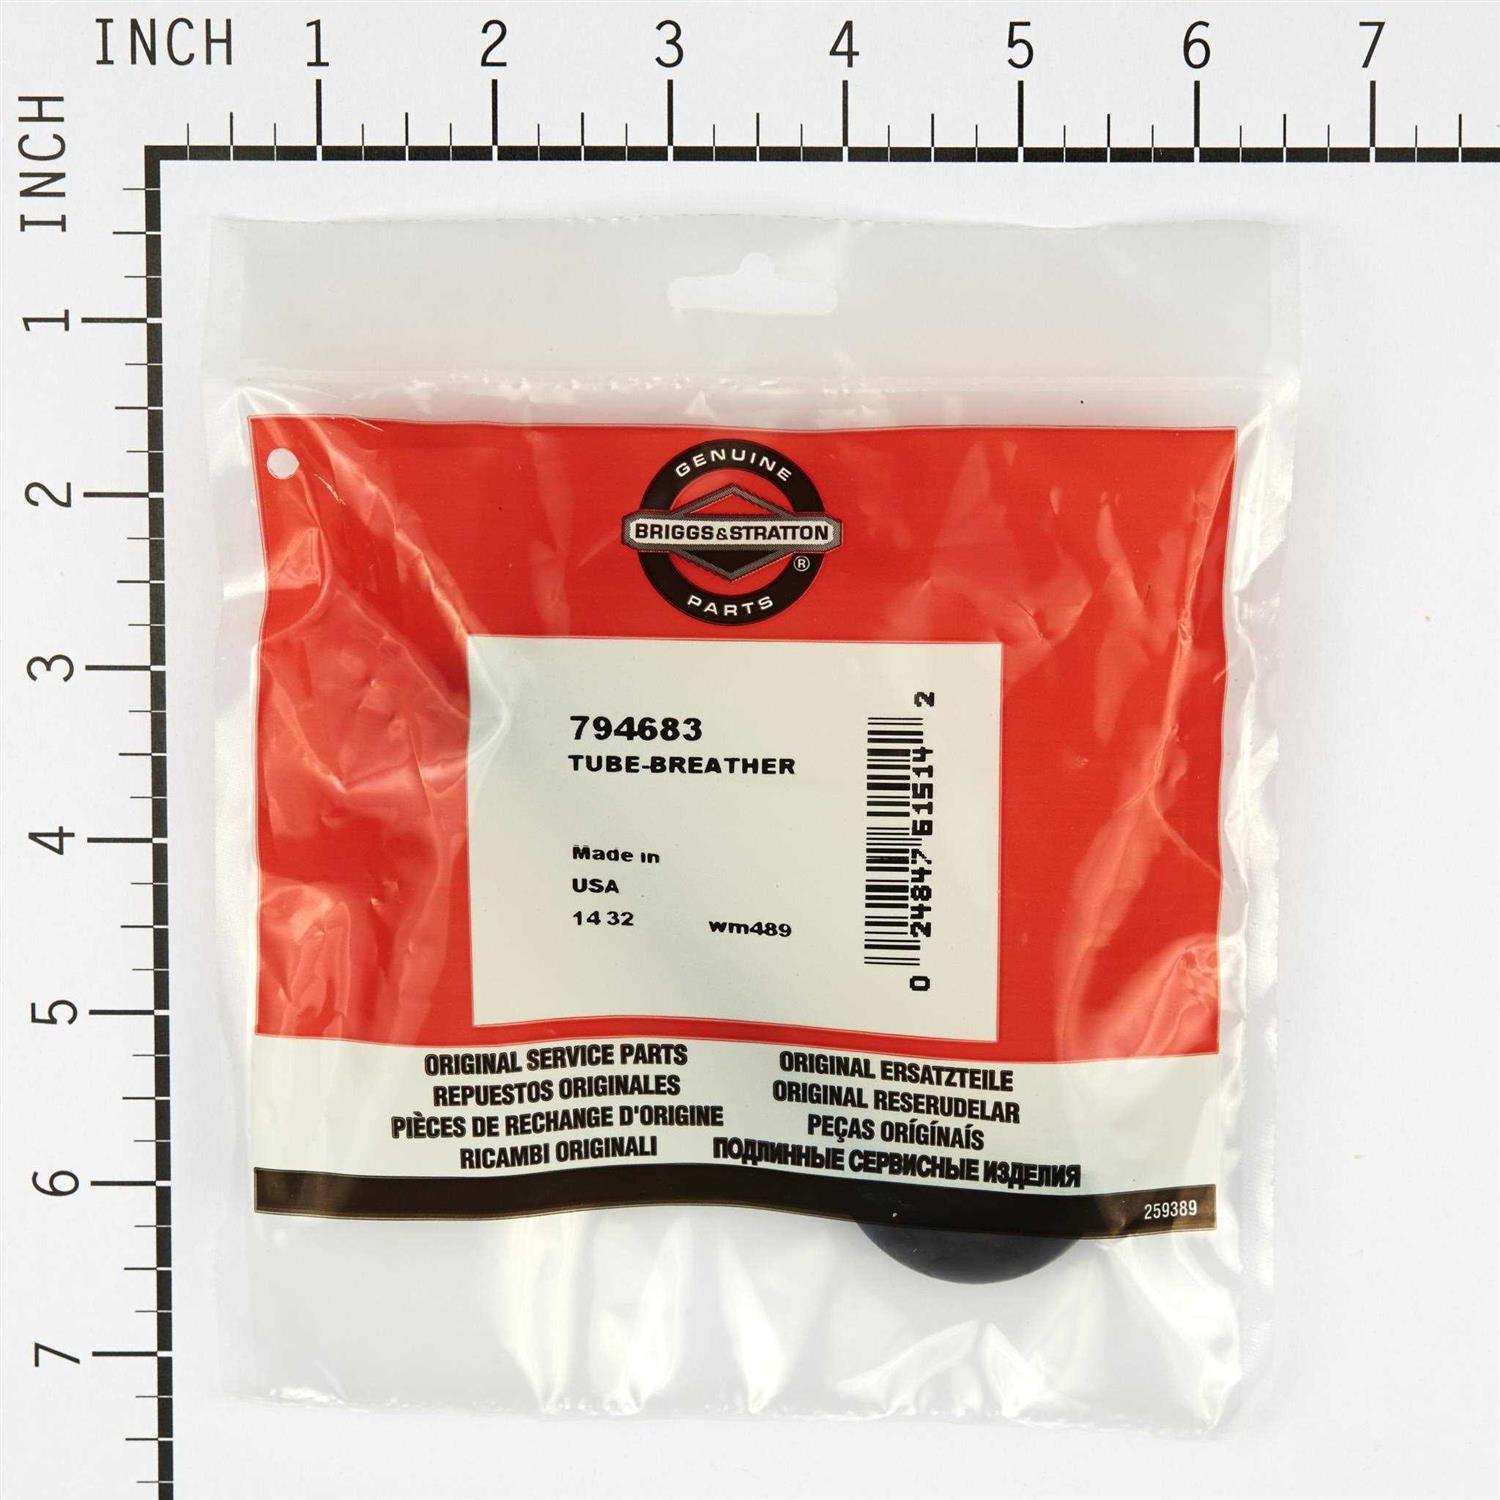 INCH 1 2 3 4 5 6 7
INCH
1
2
3
4
5
6
7
GENUINE
BRIGGS&STRATTON
®
PARTS
794683
TUBE-BREATHER
Made in
USA
14 32 wm489
0 24847 61514 2
ORIGINAL SERVICE PARTS
REPUESTOS ORIGINALES
PIÈCES DE RECHANGE D'ORIGINE
RICAMBI ORIGINALI
ORIGINAL ERSATZTEILE
ORIGINAL RESERUDELAR
PEÇAS ORÍGÍNAÍS
ПОДЛИННЫЕ СЕРВИСНЫЕ ИЗДЕЛИЯ
259389